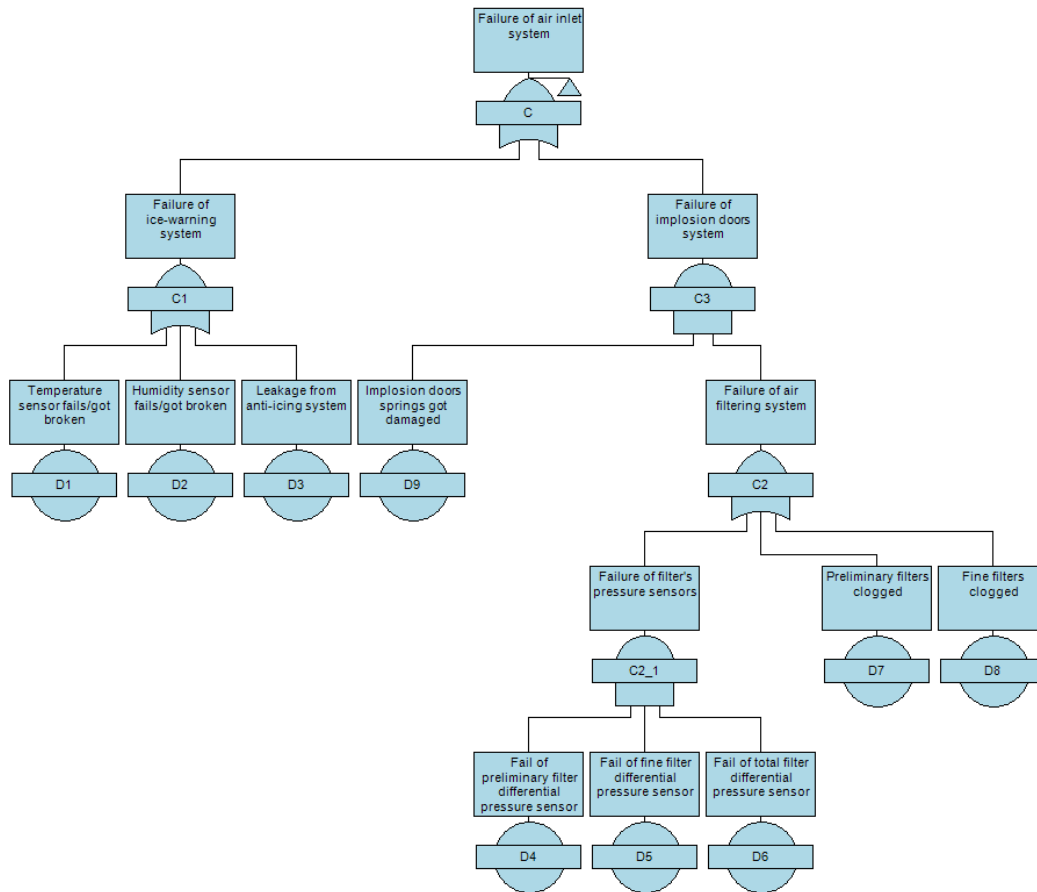 Failure of air inlet
system
C
Failure of
ice-warning
system
Failure of
implosion doors
system
C1
C3
Temperature
sensor fails/got
broken
Humidity sensor
fails/got broken
Leakage from
anti-icing system
Implosion doors
springs got
damaged
Failure of air
filtering system
D1
D2
D3
D9
C2
Failure of filter's
pressure sensors
Preliminary filters
clogged
Fine filters
clogged
C2_1
D7
D8
Fail of
preliminary filter
differential
pressure sensor
Fail of fine filter
differential
pressure sensor
Fail of total filter
differential
pressure sensor
D4
D5
D6